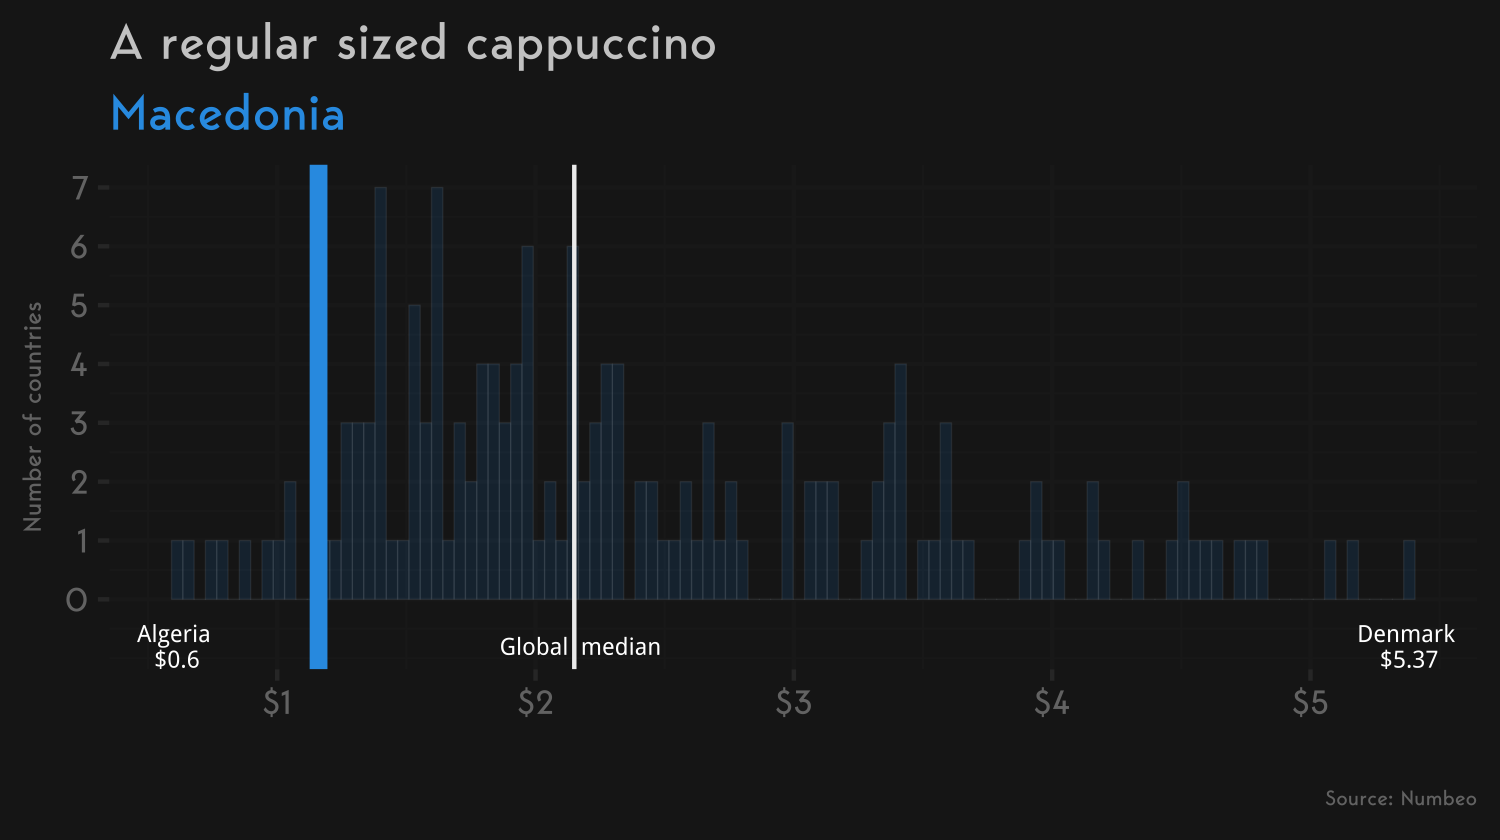 A regular sized cappuccino
Macedonia
Number of countries
7
6
5
4
3
2
1
0
Algeria
$0.6
Global median
Denmark
$5.37
$1 $2 $3 $4 $5
Source: Numbeo